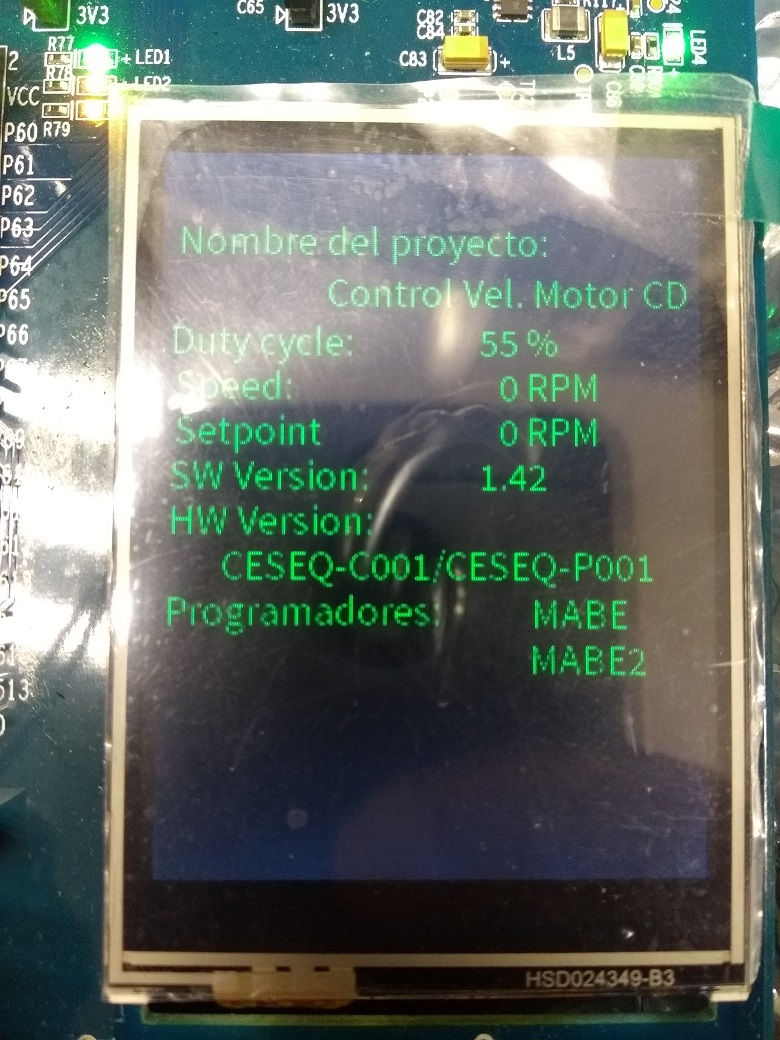 3V3
C65
3V3
R117
C82
C84
R77
+ LED1
2
C83
+
L5
LED4
R78
+ LED2
VCC
R79
P60
P61
P62
P63
P64
P65
P66
Nombre del proyecto:
Control Vel. Motor CD
Duty cycle: 55 %
Speed: 0 RPM
Setpoint 0 RPM
SW Version: 1.42
HW Version:
CESEQ-C001/CESEQ-P001
Programadores: MABE
MABE2
HSD024349-B3